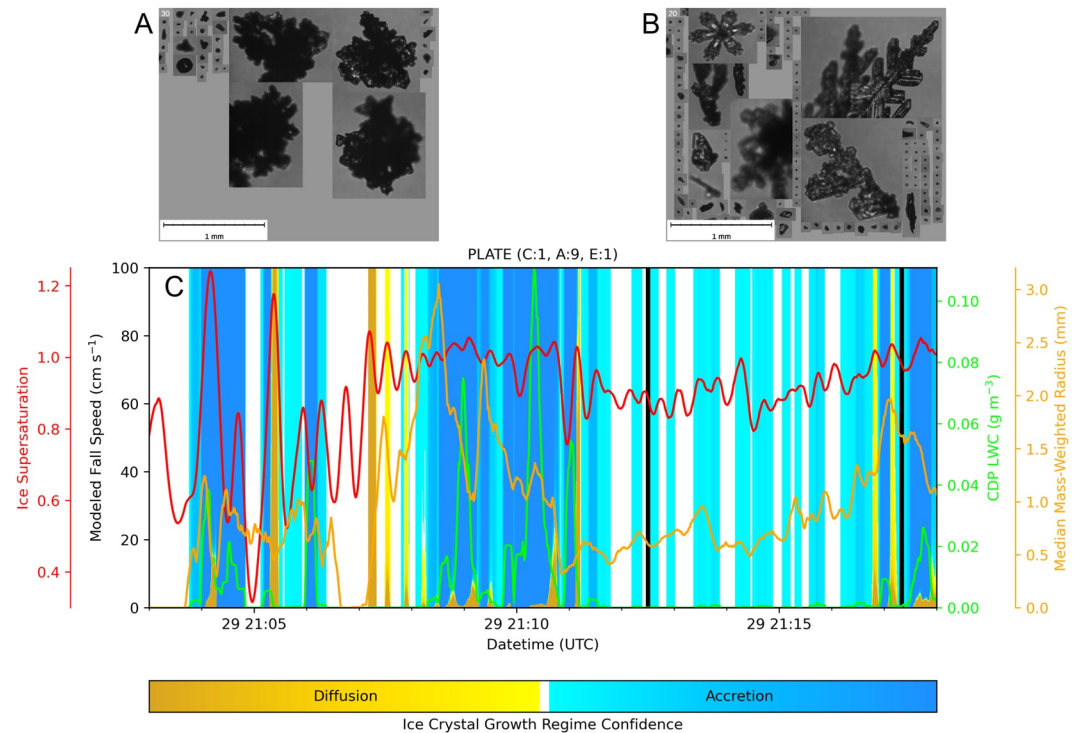 A
30
1 mm
B
20
1 mm
PLATE (C:1, A:9, E:1)
C
Ice Supersaturation
1.2
1.0
0.8
0.6
0.4
Modeled Fall Speed (cm s⁻¹)
100
80
60
40
20
0
CDP LWC (g m⁻³)
0.10
0.08
0.06
0.04
0.02
0.00
Median Mass-Weighted Radius (mm)
3.0
2.5
2.0
1.5
1.0
0.5
0.0
29 21:05
29 21:10
29 21:15
Datetime (UTC)
Diffusion
Accretion
Ice Crystal Growth Regime Confidence